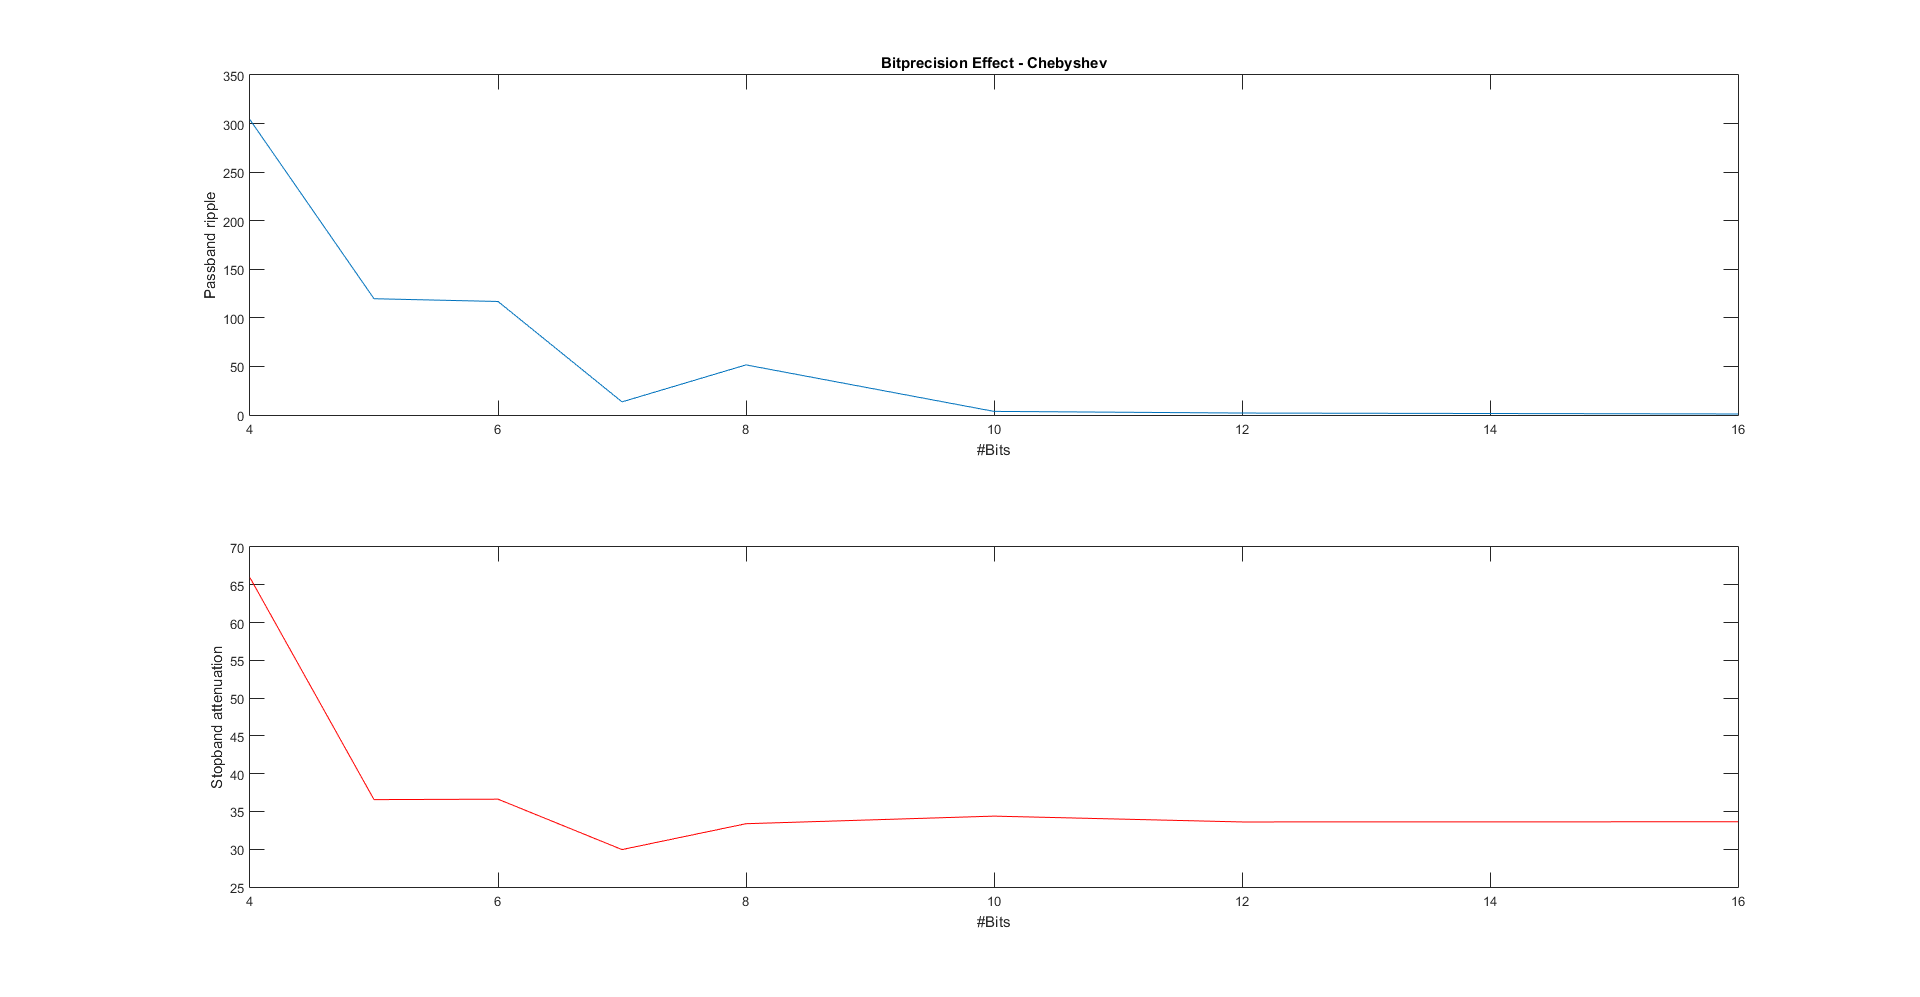 Bitprecision Effect - Chebyshev
350
300
250
200
150
100
50
0
Passband ripple
4 6 8 10 12 14 16
#Bits
70
65
60
55
50
45
40
35
30
25
Stopband attenuation
4 6 8 10 12 14 16
#Bits